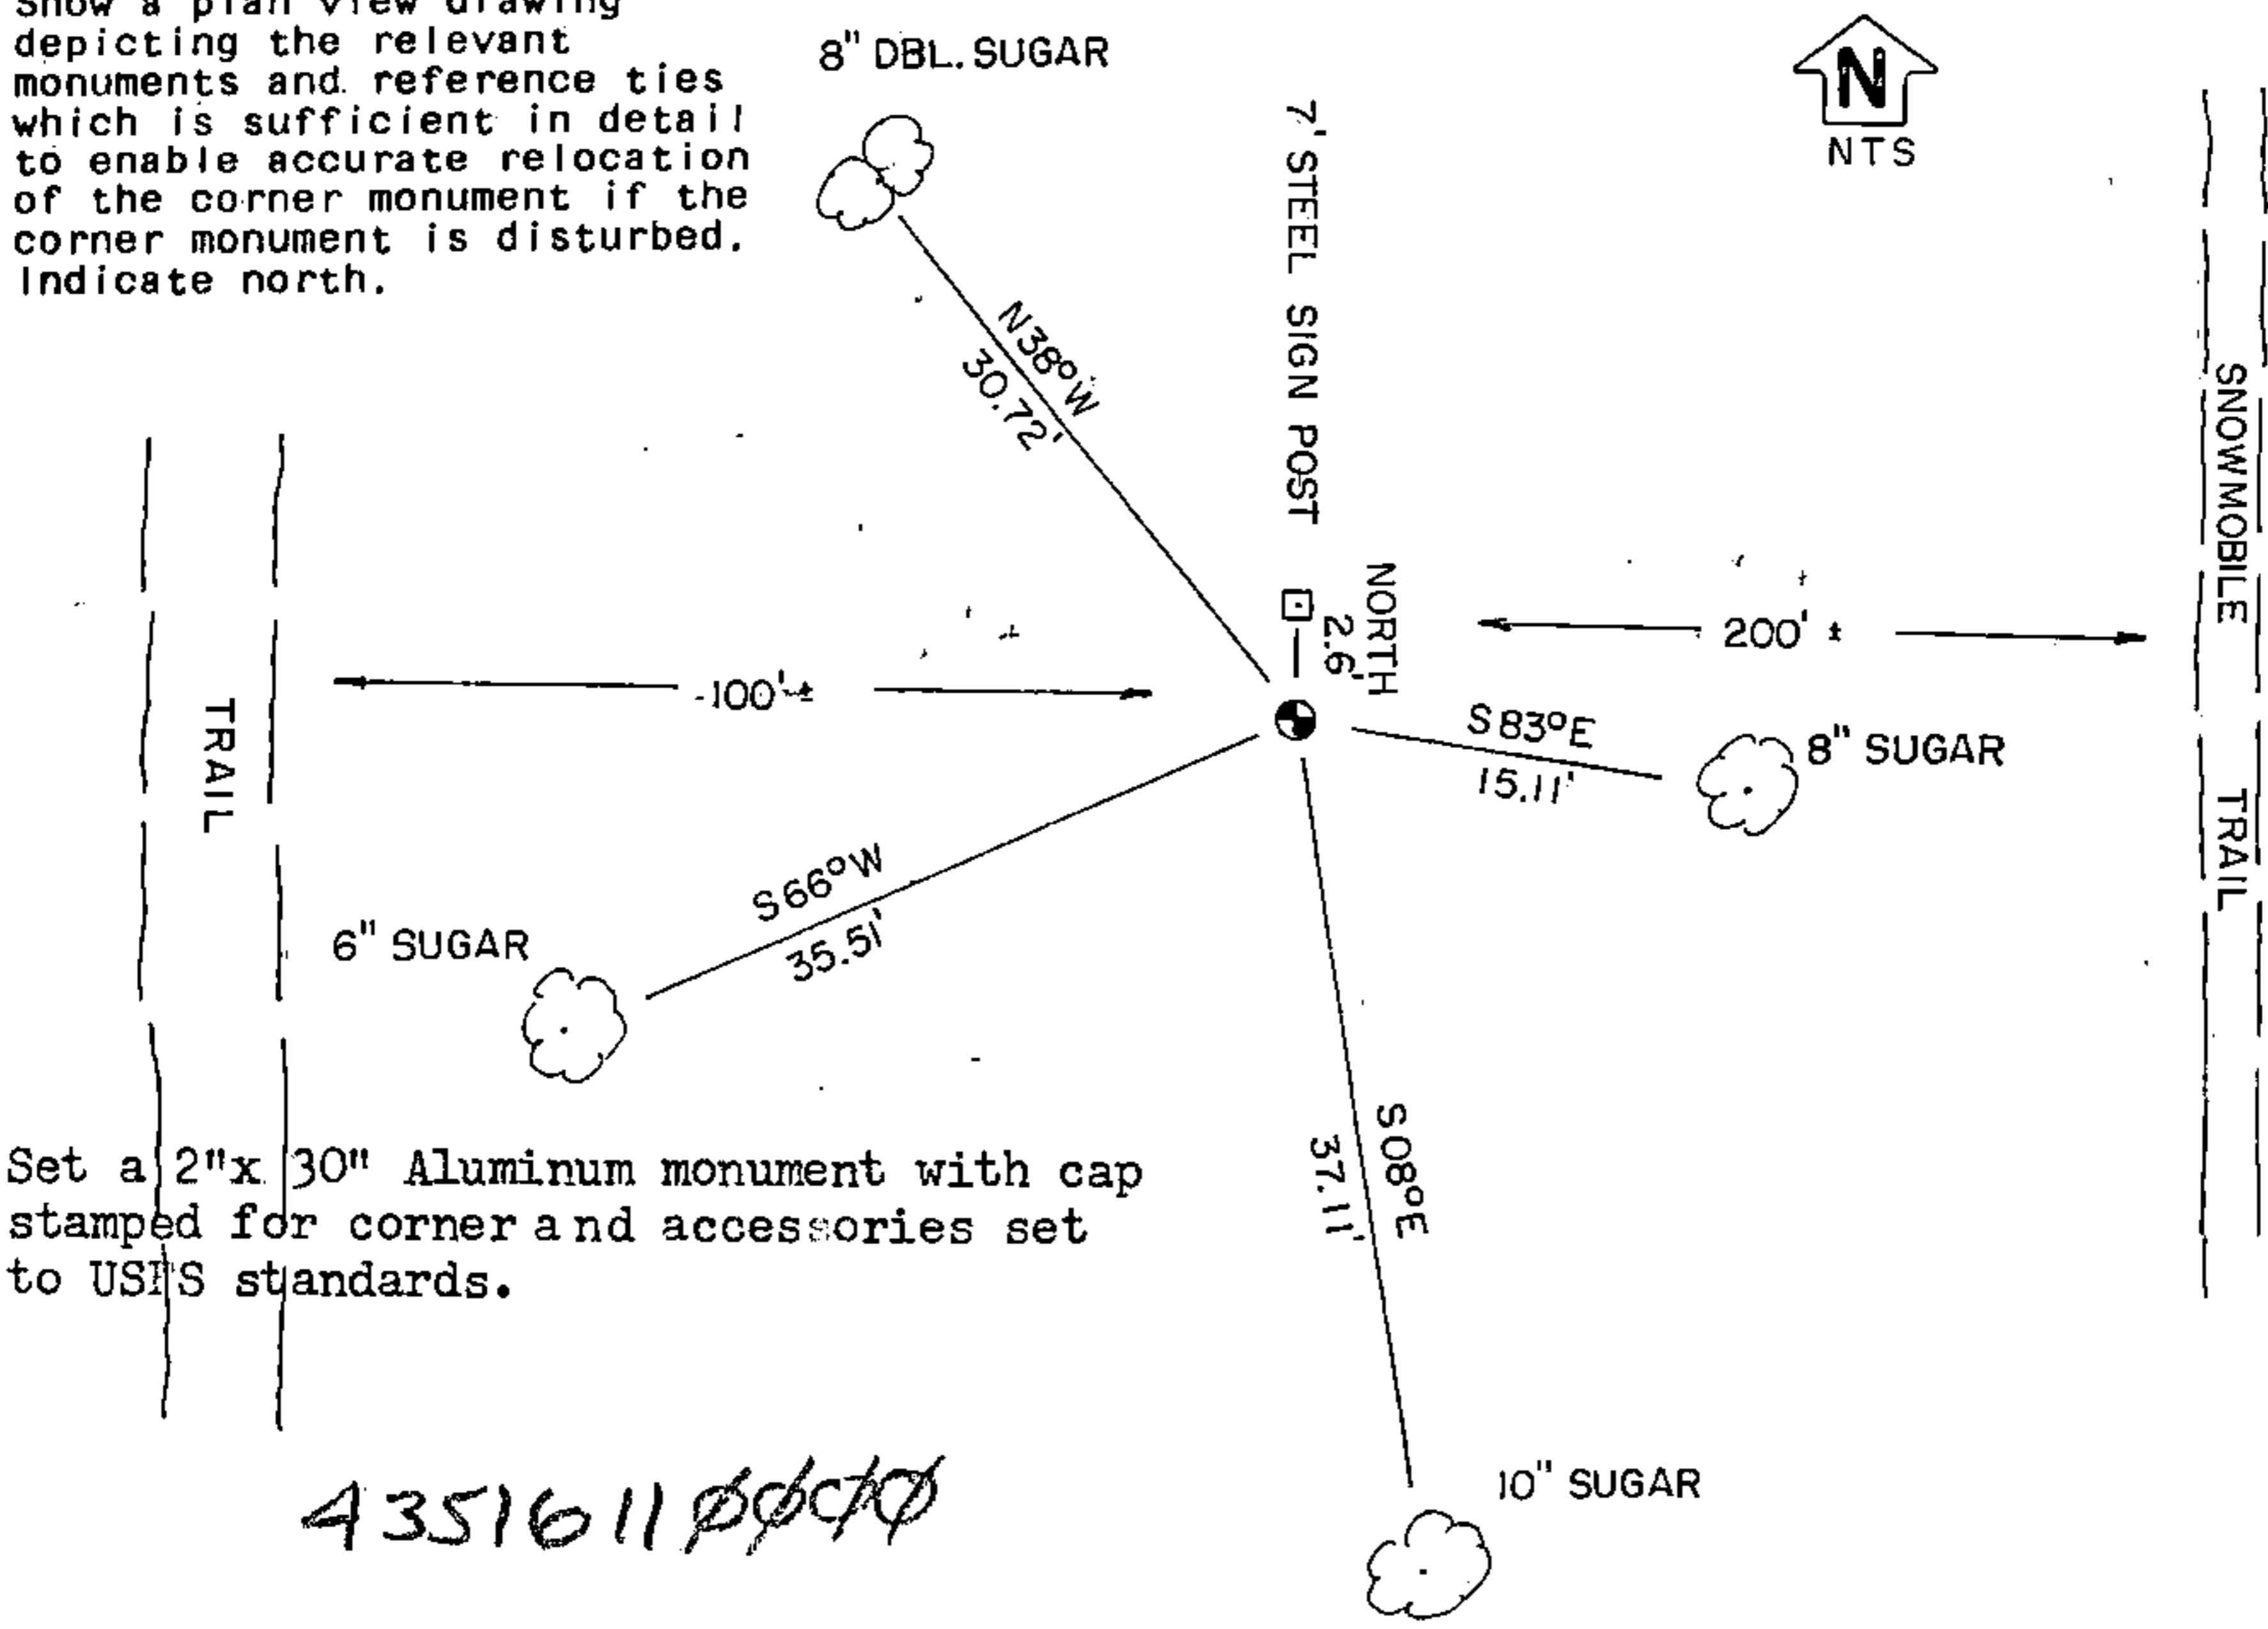 Show a plan view drawing
depicting the relevant
monuments and reference ties
which is sufficient in detail
to enable accurate relocation
of the corner monument if the
corner monument is disturbed.
Indicate north.
8" DBL. SUGAR
N
NTS
7' STEEL SIGN POST
N38°W
30.72'
NORTH
2.6'
200' ±
SNOWMOBILE TRAIL
100' ±
TRAIL
S83°E
15.11'
8" SUGAR
S66°W
35.51'
6" SUGAR
S08°E
37.11'
10" SUGAR
Set a 2"x 30" Aluminum monument with cap
stamped for corner and accessories set
to USFS standards.
4351611ØØØØ